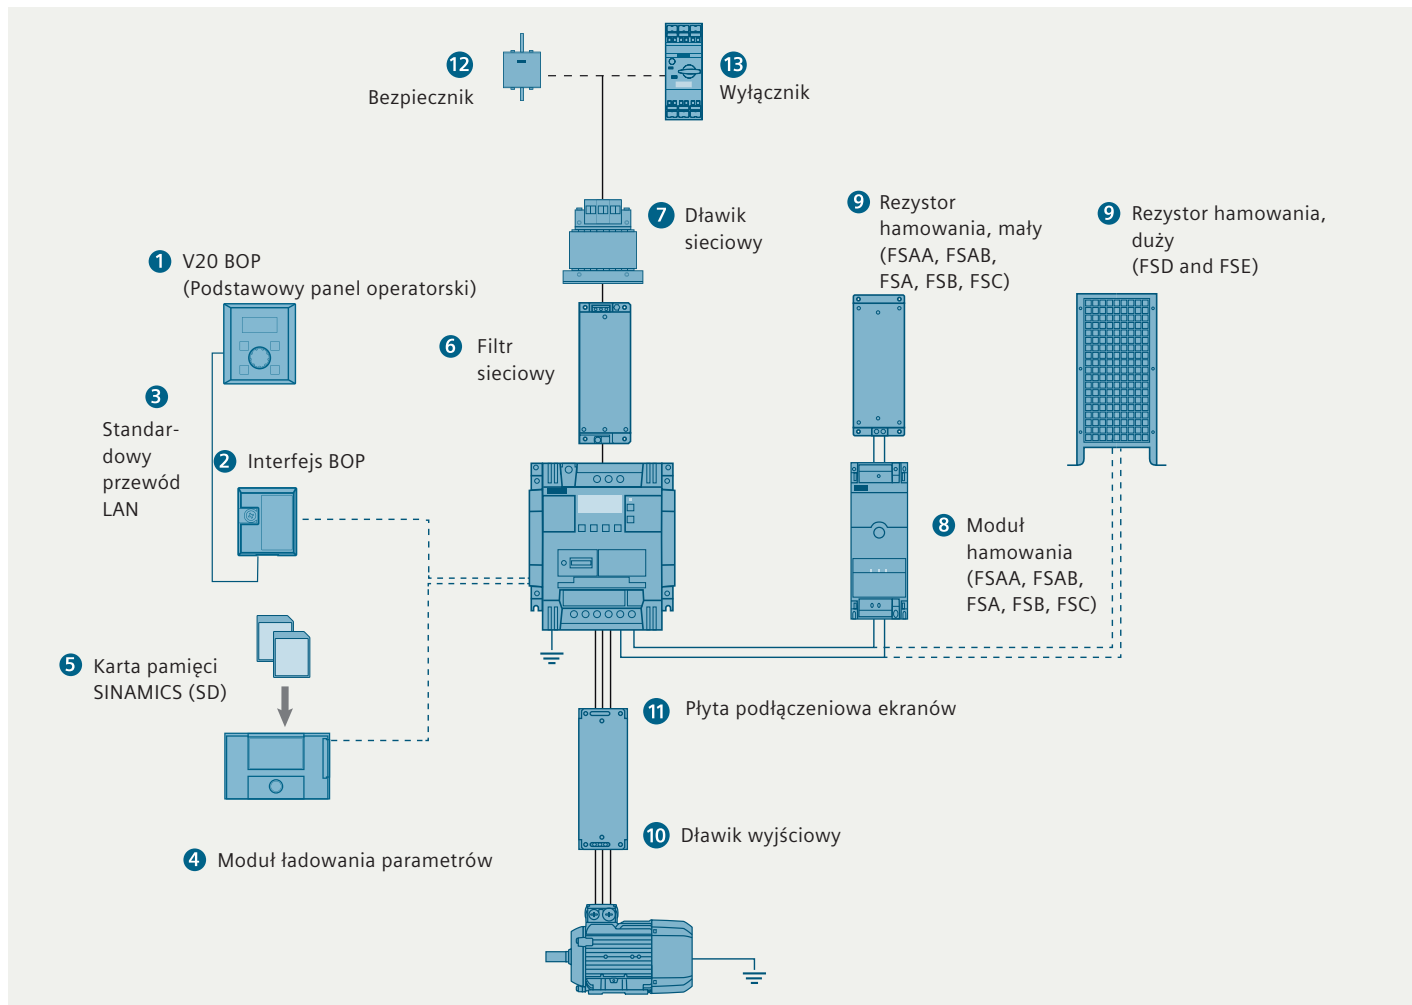 12
Bezpiecznik
13
Wyłącznik
7 Dławik
sieciowy
9 Rezystor
hamowania, mały
(FSAA, FSAB,
FSA, FSB, FSC)
9 Rezystor hamowania,
duży
(FSD and FSE)
1 V20 BOP
(Podstawowy panel operatorski)
6 Filtr
sieciowy
3
Standar-
dowy
przewód
LAN
2 Interfejs BOP
8 Moduł
hamowania
(FSAA, FSAB,
FSA, FSB, FSC)
5 Karta pamięci
SINAMICS (SD)
11 Płyta podłączeniowa ekranów
10 Dławik wyjściowy
4 Moduł ładowania parametrów